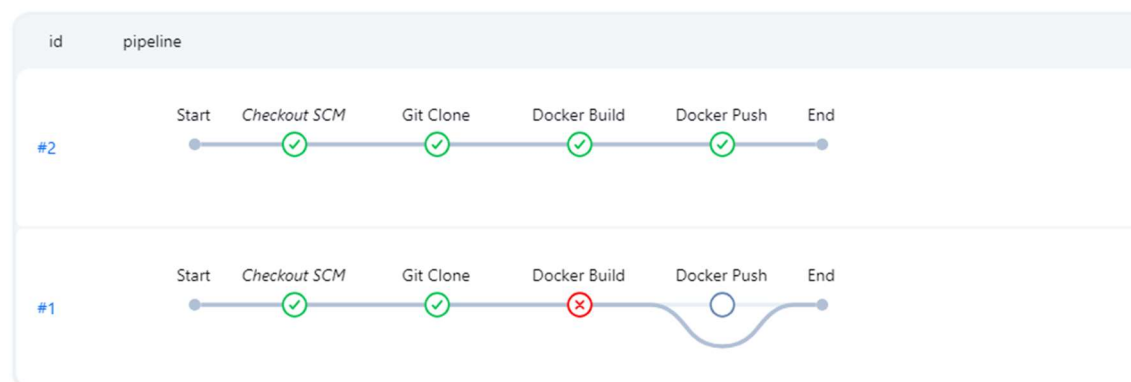 id pipeline
Start Checkout SCM Git Clone Docker Build Docker Push End
#2
Start Checkout SCM Git Clone Docker Build Docker Push End
#1